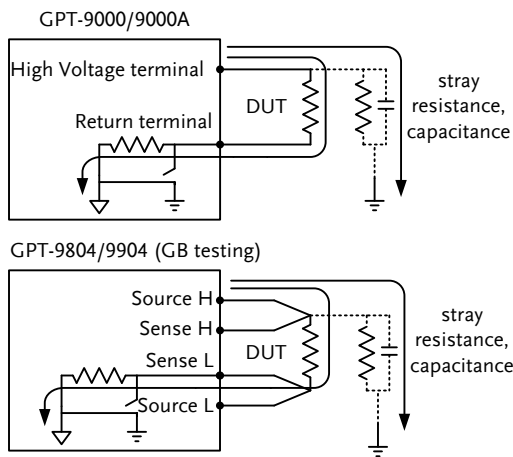 GPT-9000/9000A
High Voltage terminal
DUT
Return terminal
stray
resistance,
capacitance
GPT-9804/9904 (GB testing)
Source H
Sense H
Sense L
Source L
DUT
stray
resistance,
capacitance